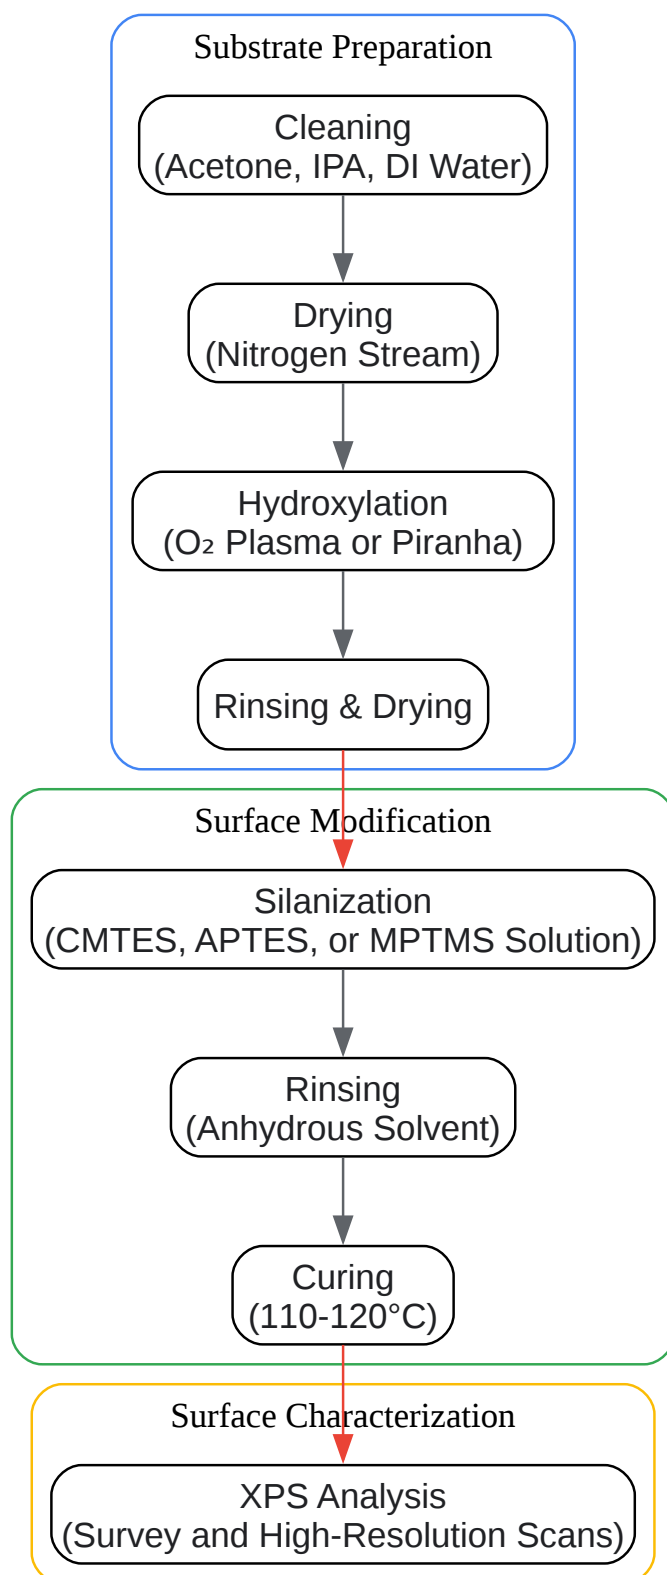 Substrate Preparation
Cleaning
(Acetone, IPA, DI Water)
Drying
(Nitrogen Stream)
Hydroxylation
(O₂ Plasma or Piranha)
Rinsing & Drying
Surface Modification
Silanization
(CMTES, APTES, or MPTMS Solution)
Rinsing
(Anhydrous Solvent)
Curing
(110-120°C)
Surface Characterization
XPS Analysis
(Survey and High-Resolution Scans)